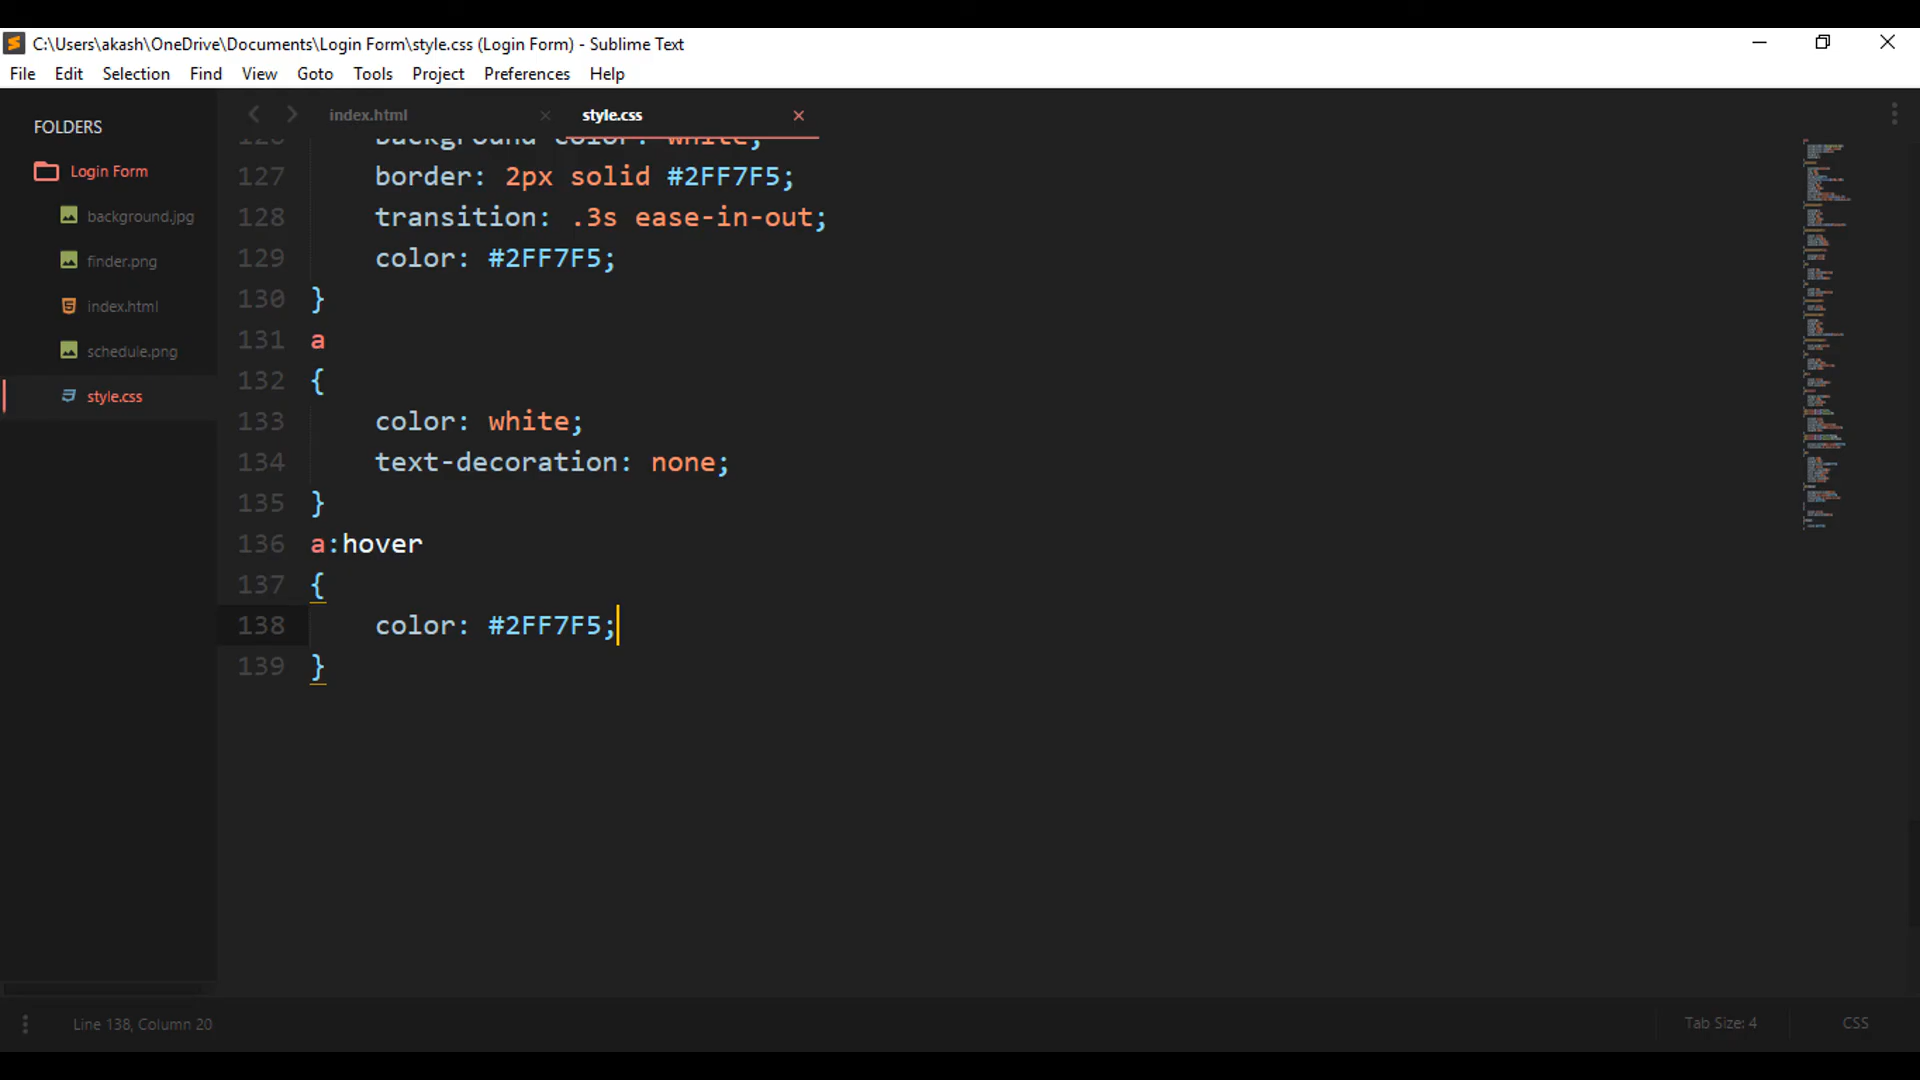 C:\Users\akash\OneDrive\Documents\Login Form\style.css (Login Form) - Sublime Text
File Edit Selection Find View Goto Tools Project Preferences Help
FOLDERS
Login Form
background.jpg
finder.png
index.html
schedule.png
style.css
index.html × style.css ×
127 border: 2px solid #2FF7F5;
128 transition: .3s ease-in-out;
129 color: #2FF7F5;
130 }
131 a
132 {
133 color: white;
134 text-decoration: none;
135 }
136 a:hover
137 {
138 color: #2FF7F5;
139 }
Line 138, Column 20
Tab Size: 4
CSS